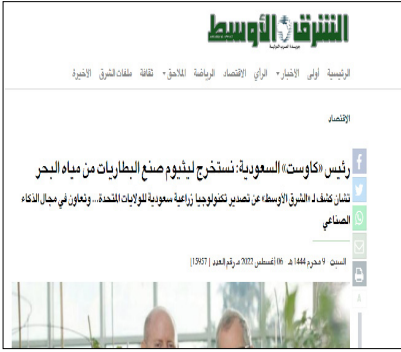 الشرق الأوسط
جريدة العرب الدولية
الرئيسية أولى الأخبار الرأي الاقتصاد الرياضة الملاحق ثقافة ملفات الشرق الأخيرة
الاقتصاد
رئيس «كاوست» السعودية: نستخرج ليثيوم صنع البطاريات من مياه البحر
تشان كشف لـ «الشرق الأوسط» عن تصدير تكنولوجيا زراعية سعودية للولايات المتحدة... وتعاون في مجال الذكاء
الصناعي
السبت - 9 محرم 1444 هـ - 06 أغسطس 2022 مـ رقم العدد [15957]
A